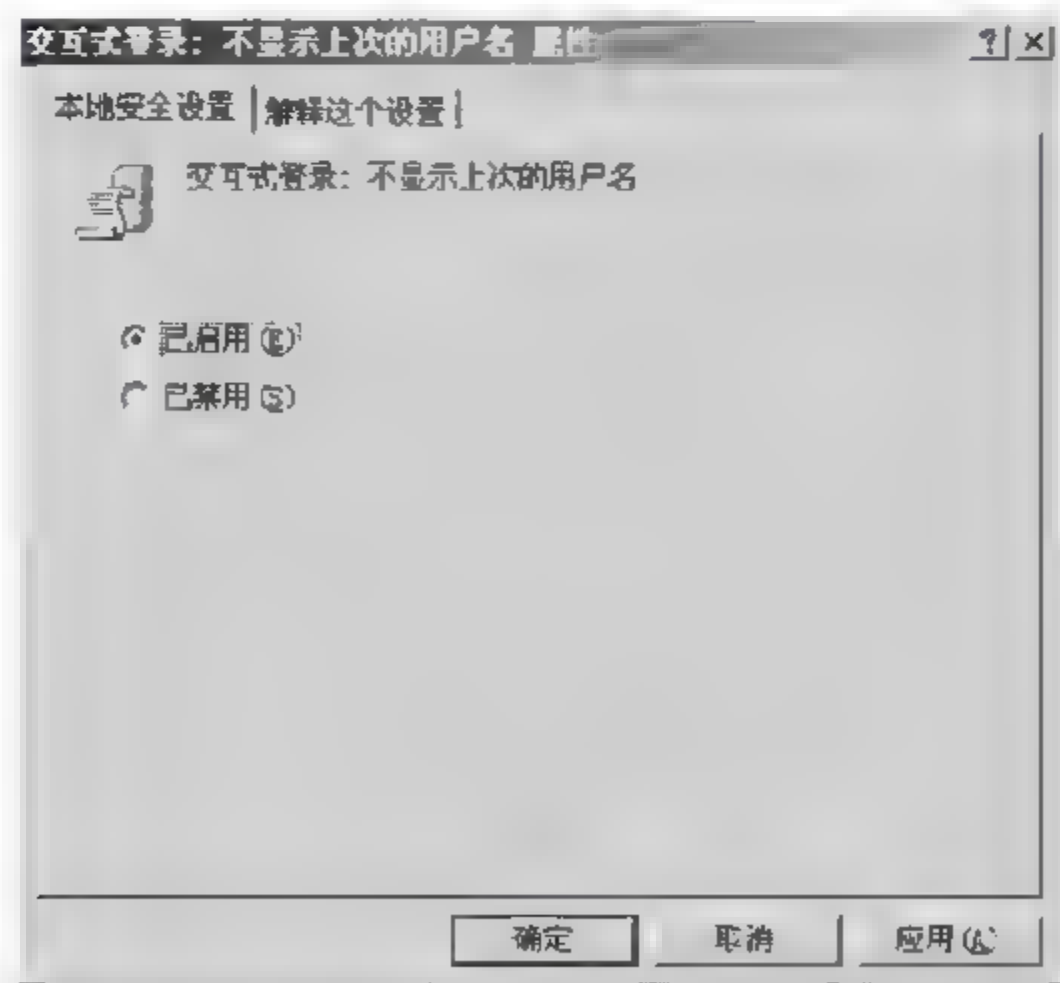 交互式登录：不显示上次的用户名 属性
本地安全设置 解释这个设置
交互式登录：不显示上次的用户名
已启用(E)
已禁用(S)
确定 取消 应用(A)